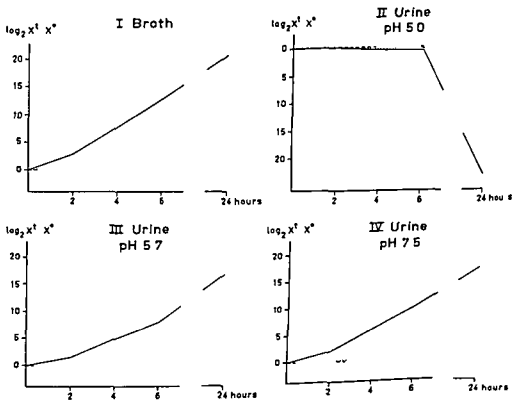 I Broth
log₂ xᵗ x°
20
15
10
5
0
2
4
6
24 hours
II Urine
pH 5 0
log₂ xᵗ x°
0
5
10
15
20
2
4
6
24 hou s
III Urine
pH 5 7
log₂ xᵗ x°
20
15
10
5
0
2
4
6
24 hours
IV Urine
pH 7 5
log₂ xᵗ x°
20
15
10
5
0
2
4
6
24 hours